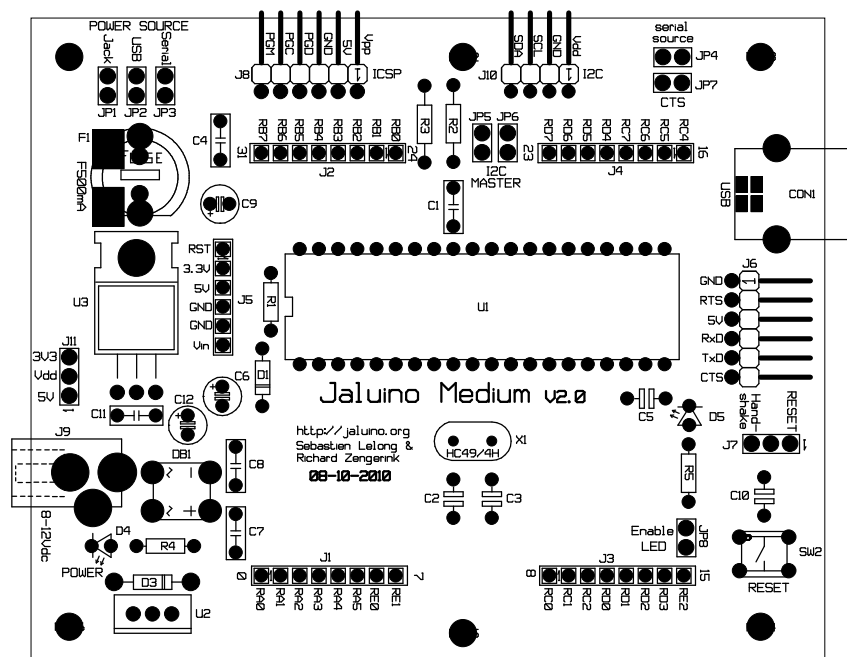 POWER SOURCE
Jack
USB
Serial
JP1 JP2 JP3
PGM
PGC
PGD
GND
5V
Vpp
J8
1
ICSP
SDA
SCL
GND
Vdd
J10
1
I2C
serial
source
JP4
JP7
CTS
F1
F500mA
C4
RB7
RB6
RB5
RB4
RB3
RB2
RB1
RB0
31
24
J2
R3
R2
JP5 JP6
I2C
MASTER
RD7
RD6
RD5
RD4
RC7
RC6
RC5
RC4
23
16
J4
USB
CON1
C9
C1
U3
RST
3.3V
5V
GND
GND
Vin
J5
R1
U1
J6
1
GND
RTS
5V
RxD
TxD
CTS
J11
3V3
Vdd
5V
1
C11
C12
C6
D1
Jaluino Medium v2.0
http://jaluino.org
Sebastien Lelong &
Richard Zengerink
08-10-2010
X1
HC49/4H
C5
D5
Hand-
shake
RESET
J7
1
J9
8-12Vdc
DB1
C8
C7
C2
C3
R5
C10
D4
POWER
R4
D3
U2
Enable
LED
JP8
SW2
RESET
J1
0
7
RA0
RA1
RA2
RA3
RA4
RA5
RE0
RE1
J3
8
15
RC0
RC1
RC2
RD0
RD1
RD2
RD3
RE2